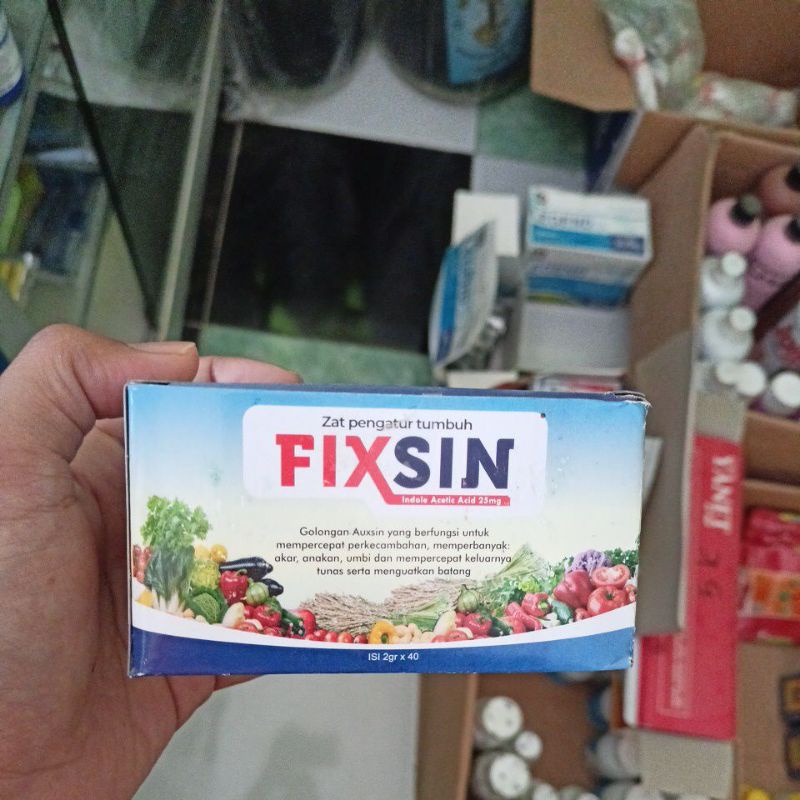 Zat pengatur tumbuh
FIXSIN
Indole Acetic Acid 25mg
Golongan Auxsin yang berfungsi untuk
mempercepat perkecambahan, memperbanyak:
akar, anakan, umbi dan mempercepat keluarnya
tunas serta menguatkan batang
ISI 2gr x 40